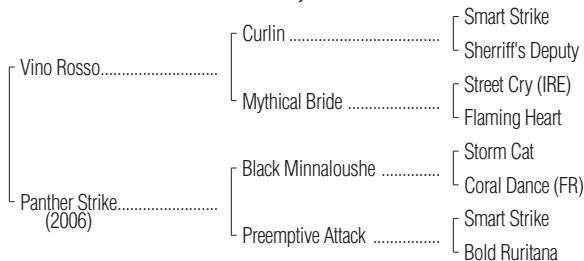 Smart Strike
Curlin ........................................
Sherriff's Deputy
Vino Rosso.............................
Street Cry (IRE)
Mythical Bride ........................
Flaming Heart
Storm Cat
Black Minnaloushe ...............
Coral Dance (FR)
Panther Strike.........................
(2006)
Smart Strike
Preemptive Attack .................
Bold Ruritana